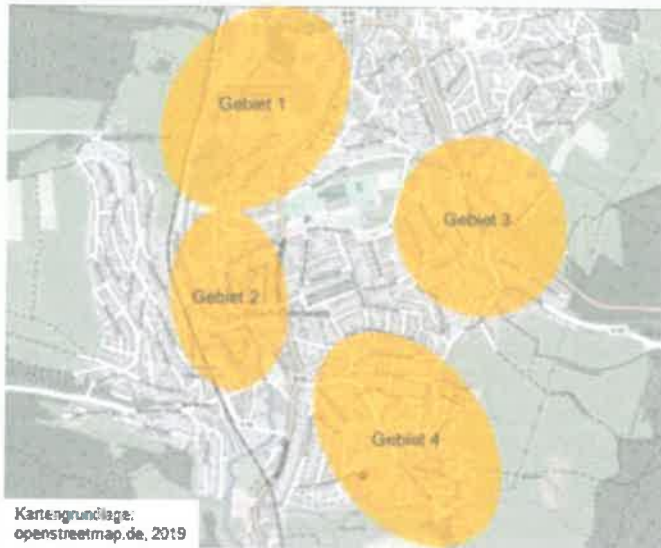 Gebiet 1
Gebiet 3
Gebiet 2
Gebiet 4
Kartengrundlage:
openstreetmap.de, 2019